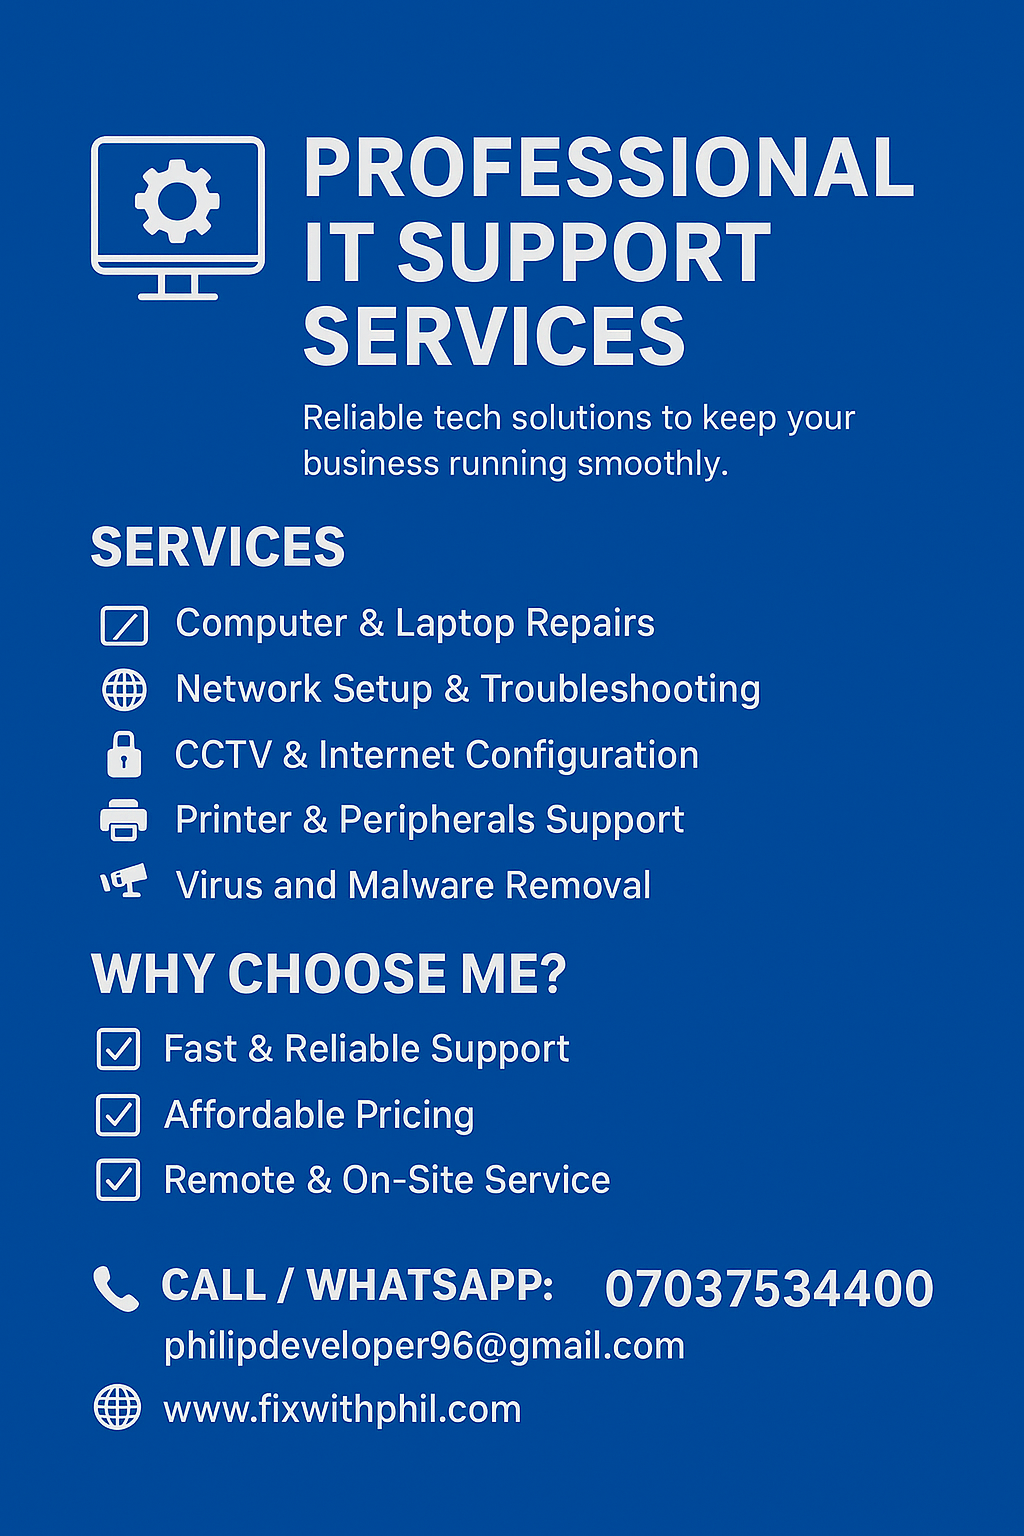 PROFESSIONAL
IT SUPPORT
SERVICES
Reliable tech solutions to keep your
business running smoothly.
SERVICES
Computer & Laptop Repairs
Network Setup & Troubleshooting
CCTV & Internet Configuration
Printer & Peripherals Support
Virus and Malware Removal
WHY CHOOSE ME?
Fast & Reliable Support
Affordable Pricing
Remote & On-Site Service
CALL / WHATSAPP: 07037534400
philipdeveloper96@gmail.com
www.fixwithphil.com